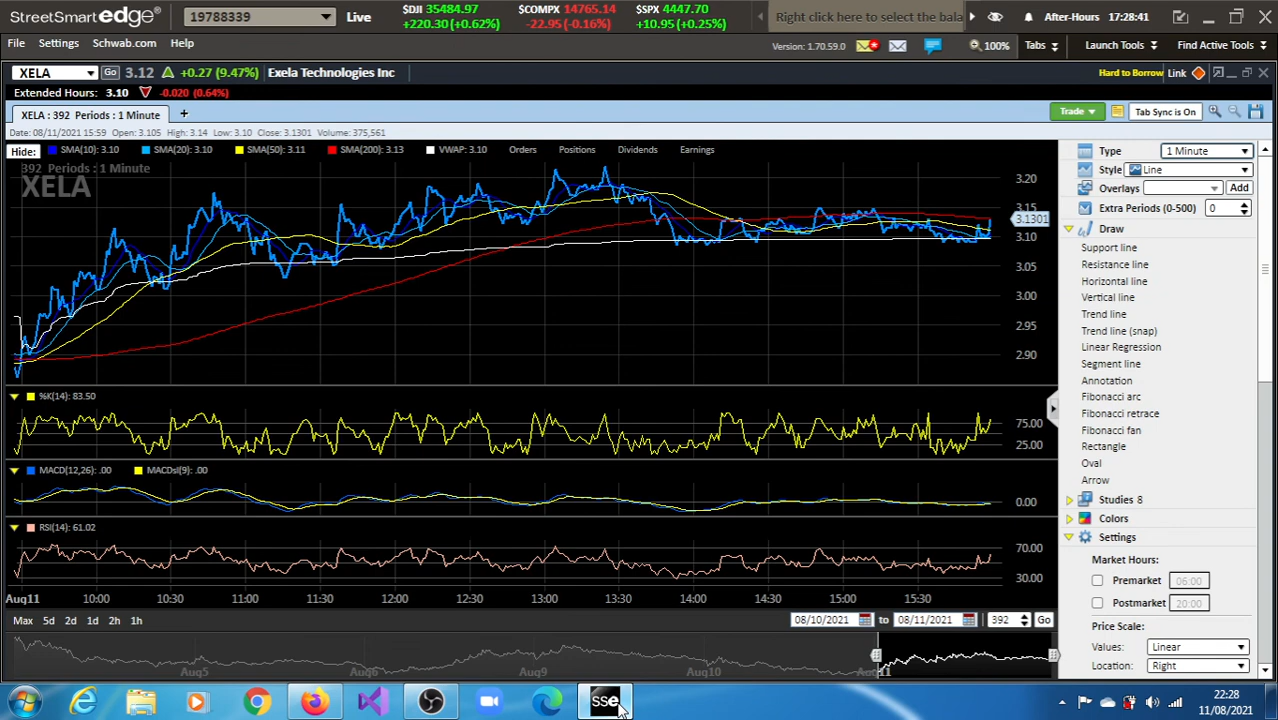 StreetSmart edge®
19788339
Live
$DJI 35484.97
+220.30 (+0.62%)
$COMPX 14765.14
-22.95 (-0.16%)
$SPX 4447.70
+10.95 (+0.25%)
Right click here to select the bala
After-Hours
17:28:41
File Settings Schwab.com Help
Version: 1.70.59.0
100%
Tabs
Launch Tools
Find Active Tools
XELA Go 3.12 +0.27 (9.47%) Exela Technologies Inc
Hard to Borrow Link
Extended Hours: 3.10 -0.020 (0.64%)
XELA : 392 Periods : 1 Minute +
Trade
Tab Sync is On
Date: 08/11/2021 15:59 Open: 3.105 High: 3.14 Low: 3.10 Close: 3.1301 Volume: 375,561
Hide: SMA(10): 3.10 SMA(20): 3.10 SMA(50): 3.11 SMA(200): 3.13 VWAP: 3.10 Orders Positions Dividends Earnings
392 Periods : 1 Minute
XELA
3.20
3.15
3.1301
3.10
3.05
3.00
2.95
2.90
%K(14): 83.50
75.00
25.00
MACD(12,26): .00 MACDsl(9): .00
0.00
RSI(14): 61.02
70.00
30.00
Aug11 10:00 10:30 11:00 11:30 12:00 12:30 13:00 13:30 14:00 14:30 15:00 15:30
Max 5d 2d 1d 2h 1h
08/10/2021 to 08/11/2021 392 Go
Aug5 Aug6 Aug9 Aug10 11
Type 1 Minute
Style Line
Overlays Add
Extra Periods (0-500) 0
Draw
Support line
Resistance line
Horizontal line
Vertical line
Trend line
Trend line (snap)
Linear Regression
Segment line
Annotation
Fibonacci arc
Fibonacci retrace
Fibonacci fan
Rectangle
Oval
Arrow
Studies 8
Colors
Settings
Market Hours:
Premarket 06:00
Postmarket 20:00
Price Scale:
Values: Linear
Location: Right
SSe
22:28
11/08/2021